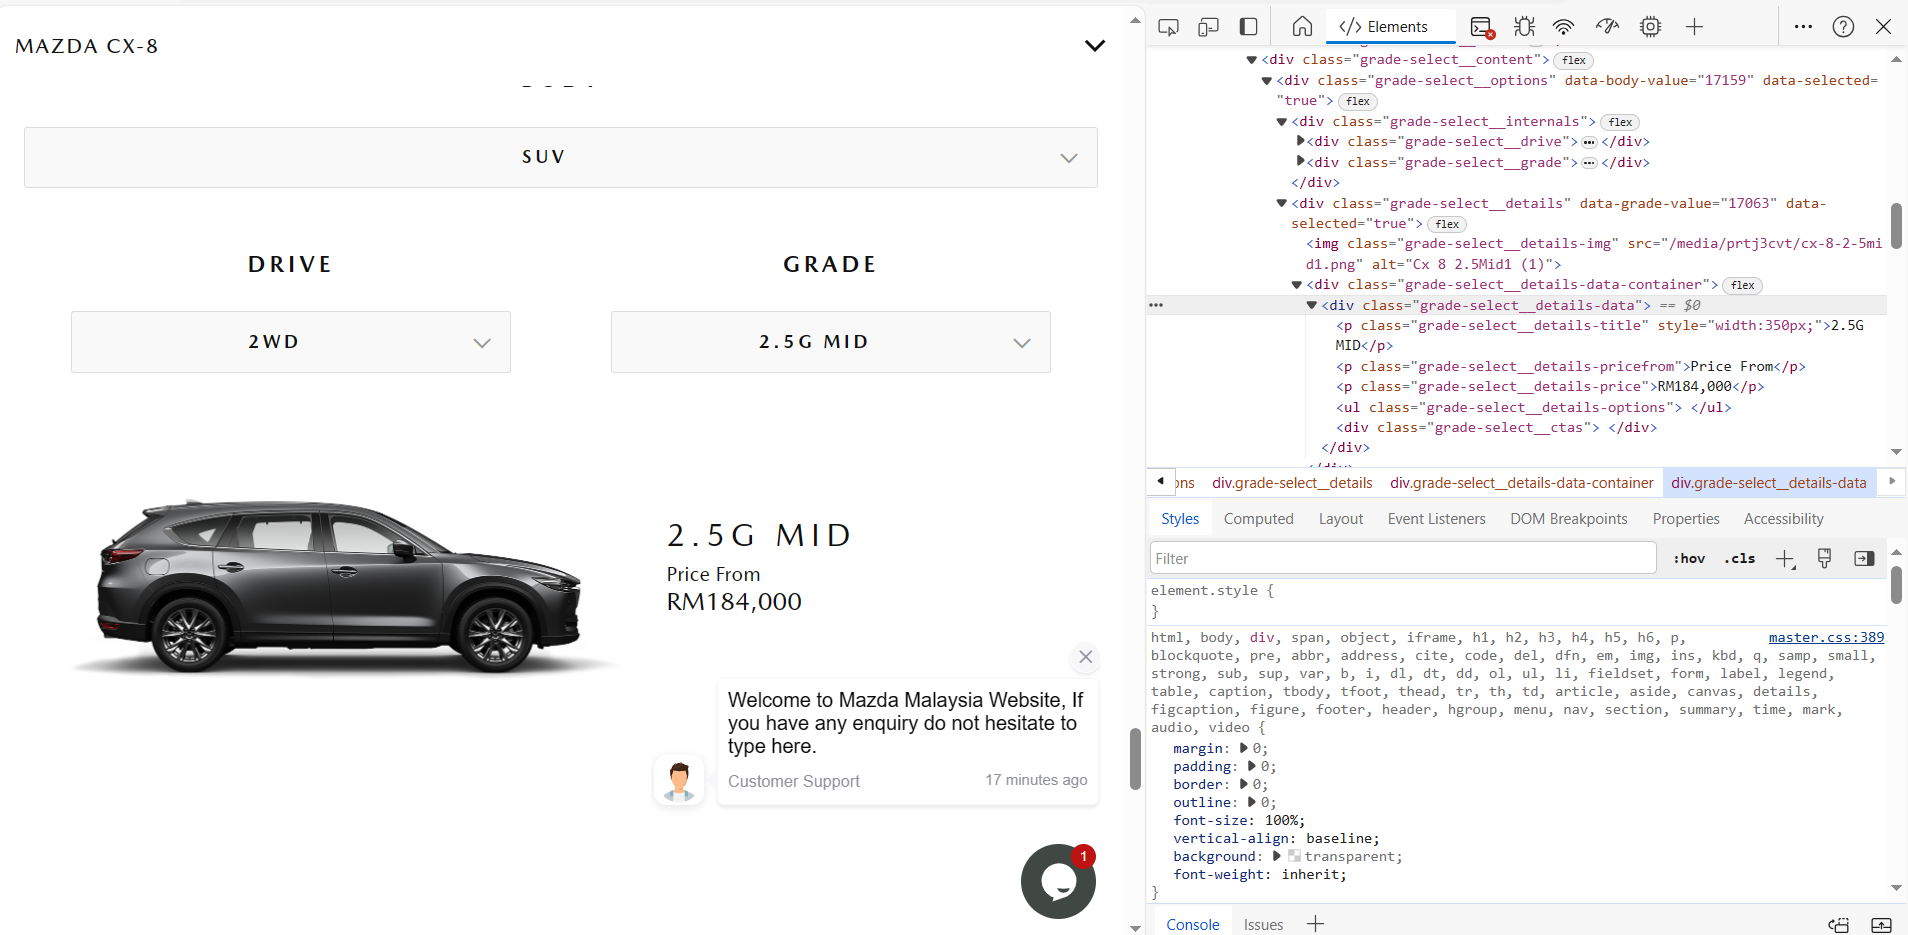 MAZDA CX-8
SUV
DRIVE
GRADE
2WD
2.5G MID
2.5G MID
Price From
RM184,000
Welcome to Mazda Malaysia Website, If
you have any enquiry do not hesitate to
type here.
Customer Support
17 minutes ago
1
Elements
<div class="grade-select__content"> flex
<div class="grade-select__options" data-body-value="17159" data-selected=
"true"> flex
<div class="grade-select__internals"> flex
<div class="grade-select__drive"> ... </div>
<div class="grade-select__grade"> ... </div>
</div>
<div class="grade-select__details" data-grade-value="17063" data-
selected="true"> flex
<img class="grade-select__details-img" src="/media/prtj3cvt/cx-8-2-5mi
d1.png" alt="Cx 8 2.5Mid1 (1)">
<div class="grade-select__details-data-container"> flex
... <div class="grade-select__details-data"> == $0
<p class="grade-select__details-title" style="width:350px;">2.5G
MID</p>
<p class="grade-select__details-pricefrom">Price From</p>
<p class="grade-select__details-price">RM184,000</p>
<ul class="grade-select__details-options"> </ul>
<div class="grade-select__ctas"> </div>
</div>
ons div.grade-select__details div.grade-select__details-data-container div.grade-select__details-data
Styles Computed Layout Event Listeners DOM Breakpoints Properties Accessibility
Filter
:hov .cls
element.style {
}
html, body, div, span, object, iframe, h1, h2, h3, h4, h5, h6, p, master.css:389
blockquote, pre, abbr, address, cite, code, del, dfn, em, img, ins, kbd, q, samp, small,
strong, sub, sup, var, b, i, dl, dt, dd, ol, ul, li, fieldset, form, label, legend,
table, caption, tbody, tfoot, thead, tr, th, td, article, aside, canvas, details,
figcaption, figure, footer, header, hgroup, menu, nav, section, summary, time, mark,
audio, video {
margin: 0;
padding: 0;
border: 0;
outline: 0;
font-size: 100%;
vertical-align: baseline;
background: transparent;
font-weight: inherit;
}
Console Issues